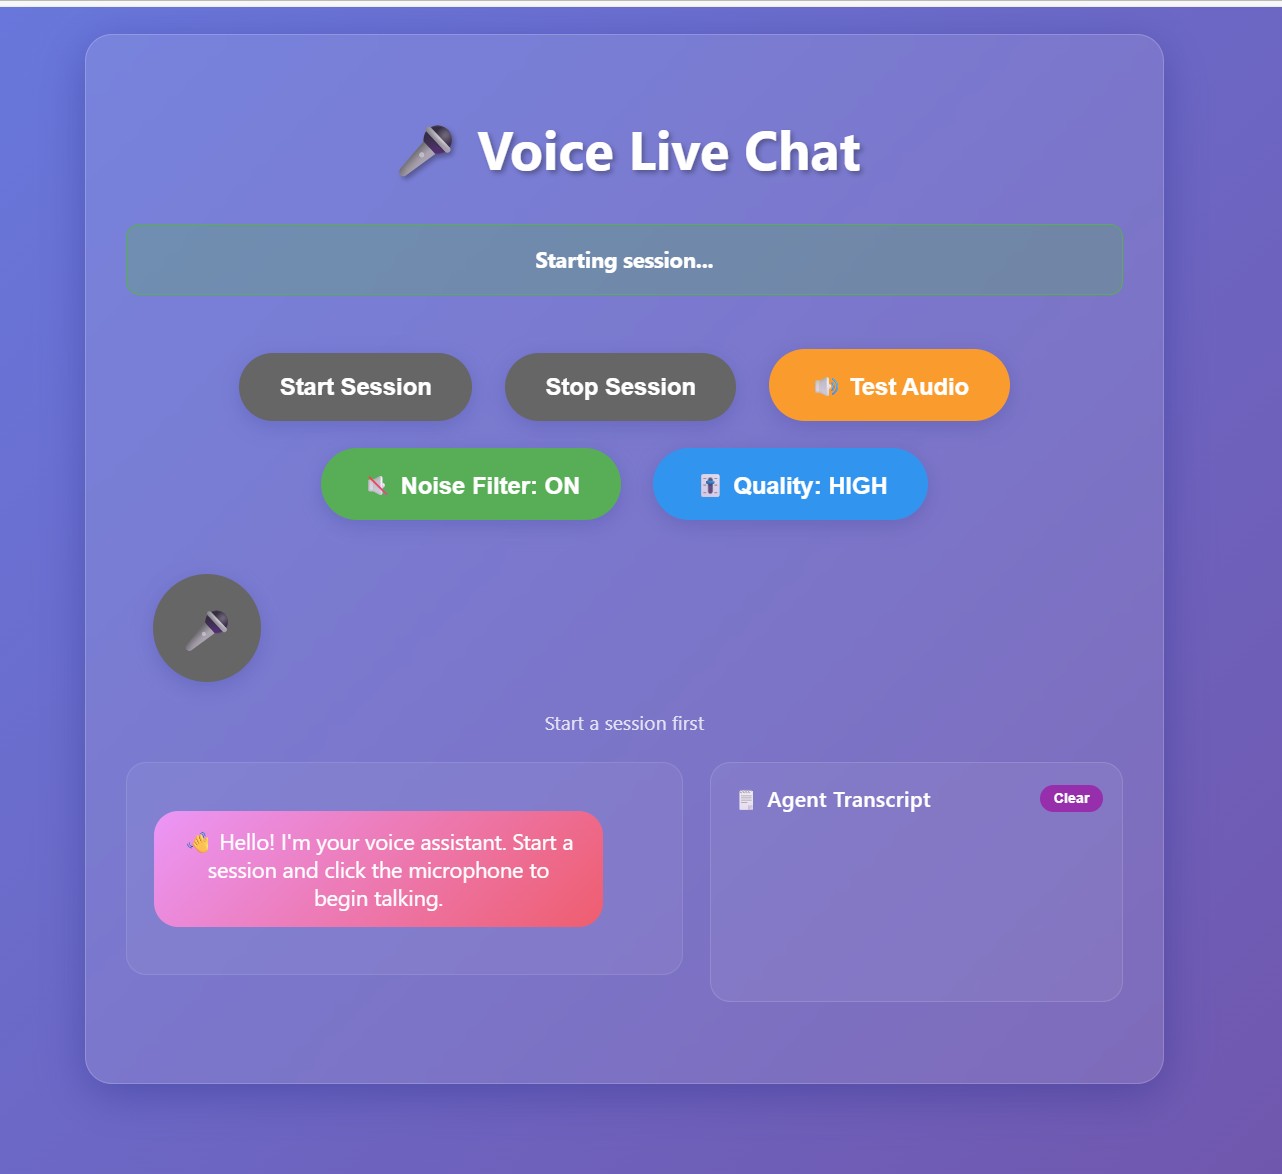 🎤 Voice Live Chat
Starting session...
Start Session
Stop Session
🔊 Test Audio
🔇 Noise Filter: ON
🎚️ Quality: HIGH
🎤
Start a session first
👋 Hello! I'm your voice assistant. Start a
session and click the microphone to
begin talking.
🗒️ Agent Transcript
Clear